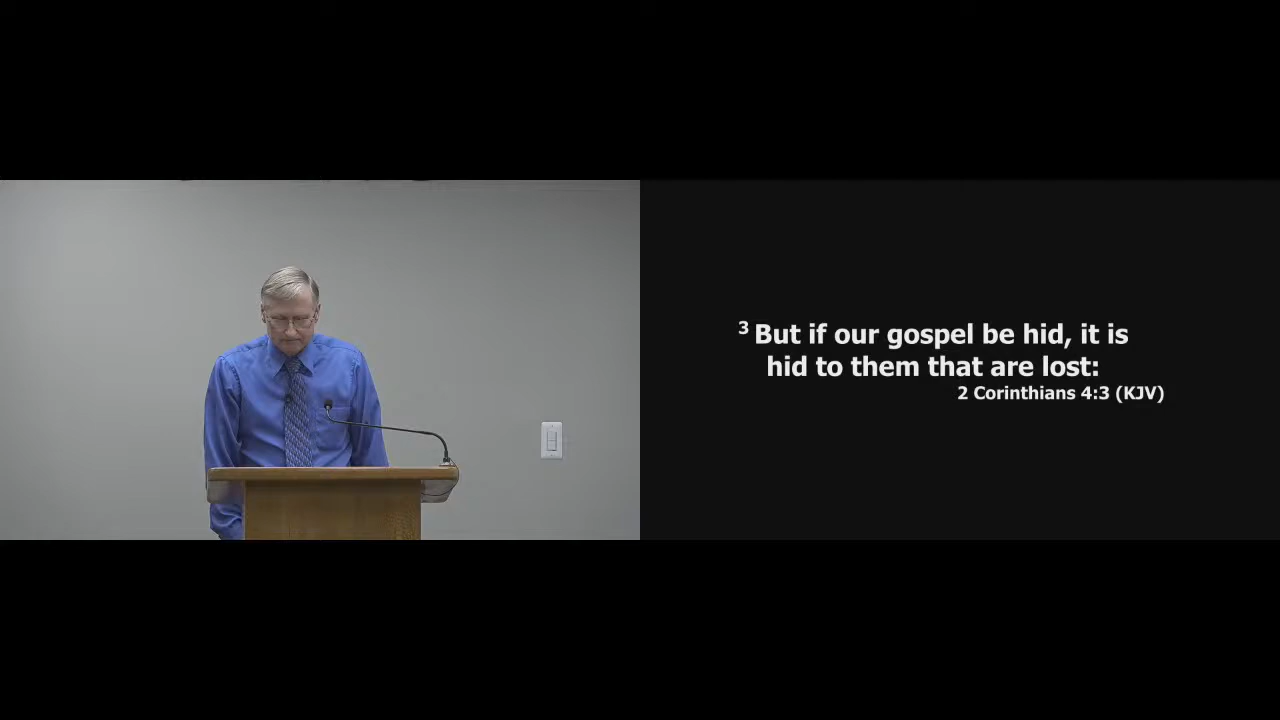 3 But if our gospel be hid, it is
hid to them that are lost:
2 Corinthians 4:3 (KJV)